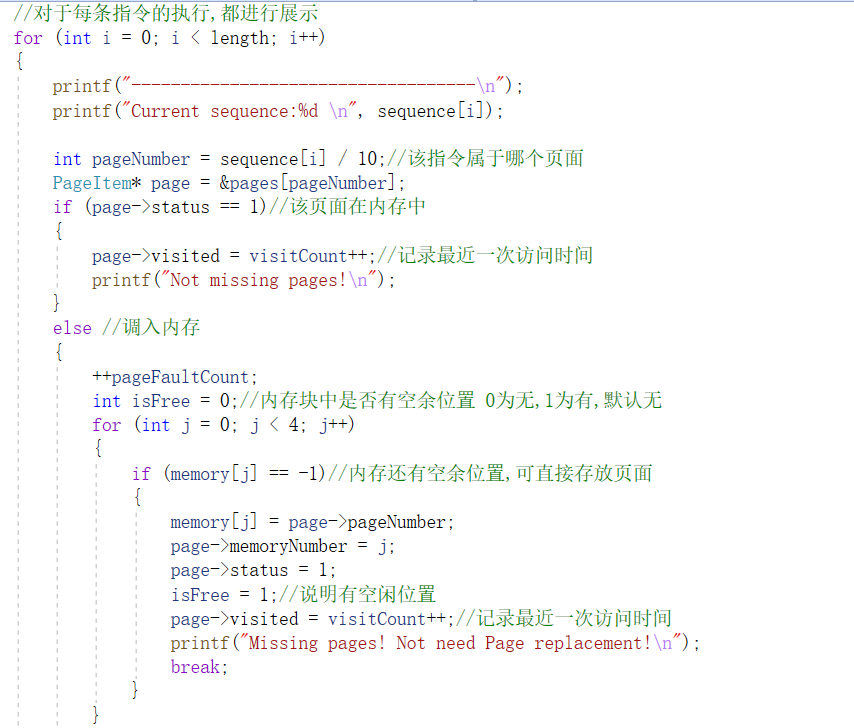 //对于每条指令的执行,都进行展示
for (int i = 0; i < length; i++)
{
    printf("-----------------------------------\n");
    printf("Current sequence:%d \n", sequence[i]);
    int pageNumber = sequence[i] / 10;//该指令属于哪个页面
    PageItem* page = &pages[pageNumber];
    if (page->status == 1)//该页面在内存中
    {
        page->visited = visitCount++;//记录最近一次访问时间
        printf("Not missing pages!\n");
    }
    else //调入内存
    {
        ++pageFaultCount;
        int isFree = 0;//内存块中是否有空余位置 0为无,1为有,默认无
        for (int j = 0; j < 4; j++)
        {
            if (memory[j] == -1)//内存还有空余位置,可直接存放页面
            {
                memory[j] = page->pageNumber;
                page->memoryNumber = j;
                page->status = 1;
                isFree = 1;//说明有空闲位置
                page->visited = visitCount++;//记录最近一次访问时间
                printf("Missing pages! Not need Page replacement!\n");
                break;
            }
        }